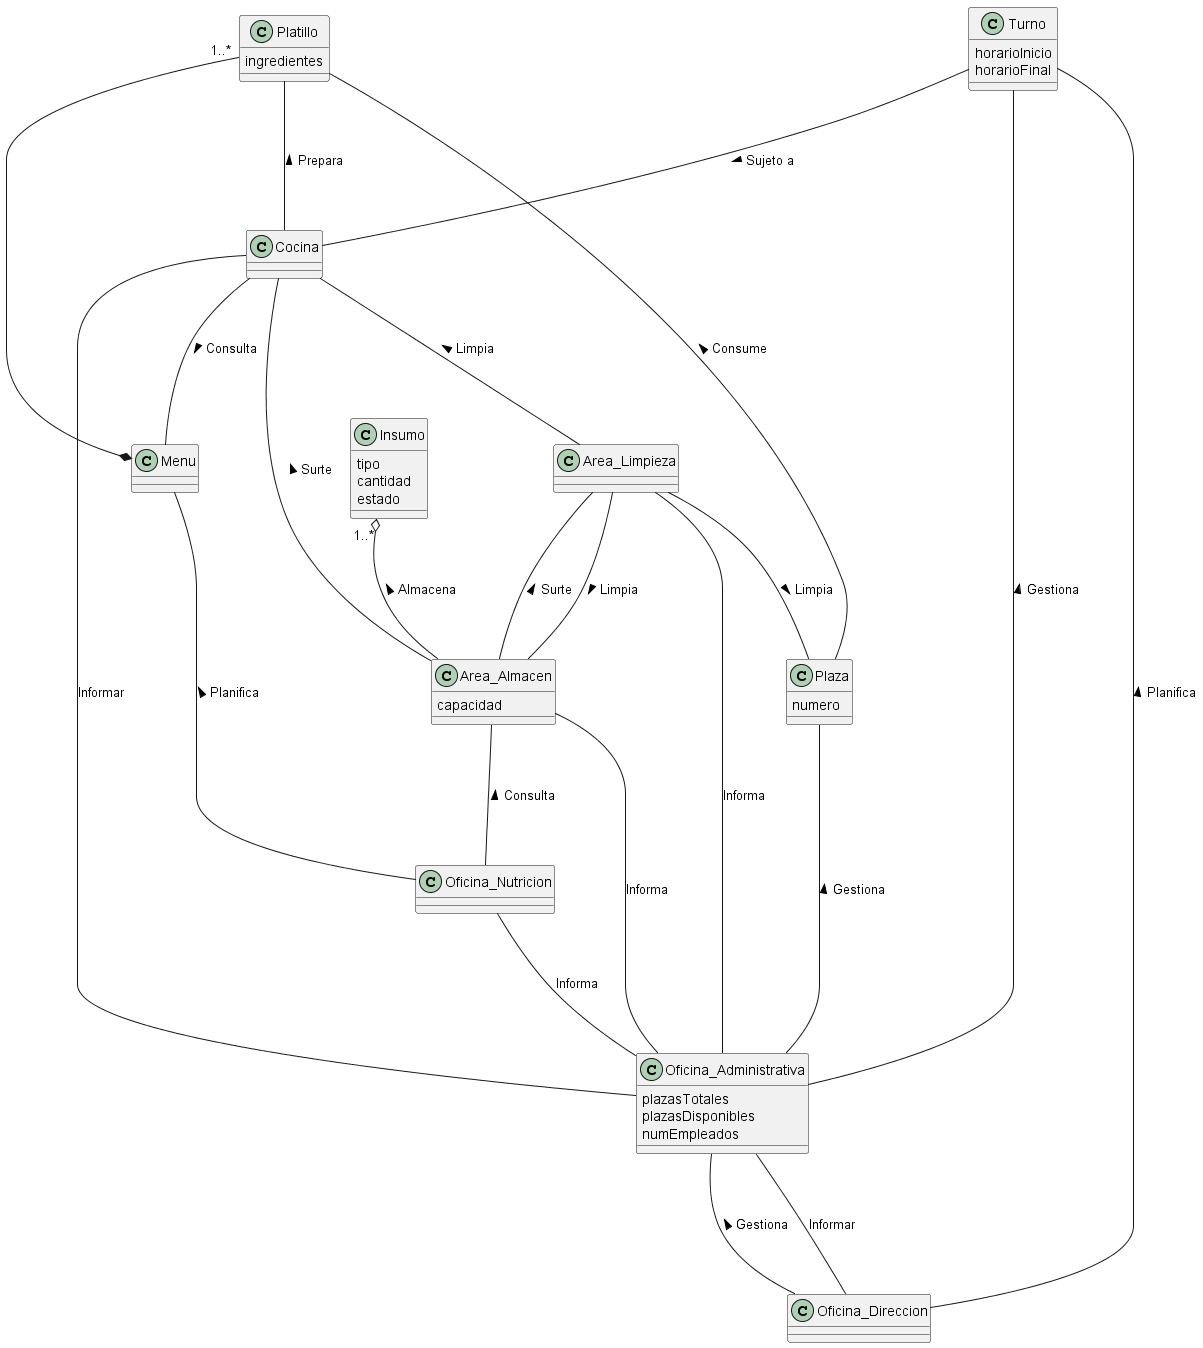 C Platillo
ingredientes
1..*
C Turno
horarioInicio
horarioFinal
Prepara
Sujeto a
C Cocina
Consulta
Limpia
Consume
C Insumo
tipo
cantidad
estado
1..*
C Menu
Surte
C Area_Limpieza
Almacena
Surte
Limpia
Limpia
Gestiona
C Area_Almacen
capacidad
C Plaza
numero
Informar
Planifica
Planifica
Consulta
Informa
C Oficina_Nutricion
Informa
Gestiona
Informa
C Oficina_Administrativa
plazasTotales
plazasDisponibles
numEmpleados
Gestiona
Informar
C Oficina_Direccion